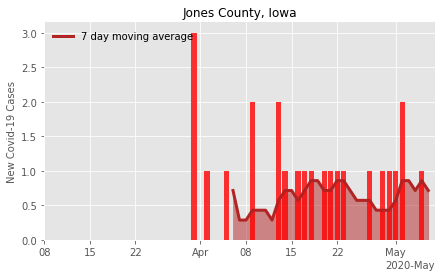 Jones County, Iowa
7 day moving average
New Covid-19 Cases
3.0
2.5
2.0
1.5
1.0
0.5
0.0
08 15 22 Apr 08 15 22 May
2020-May